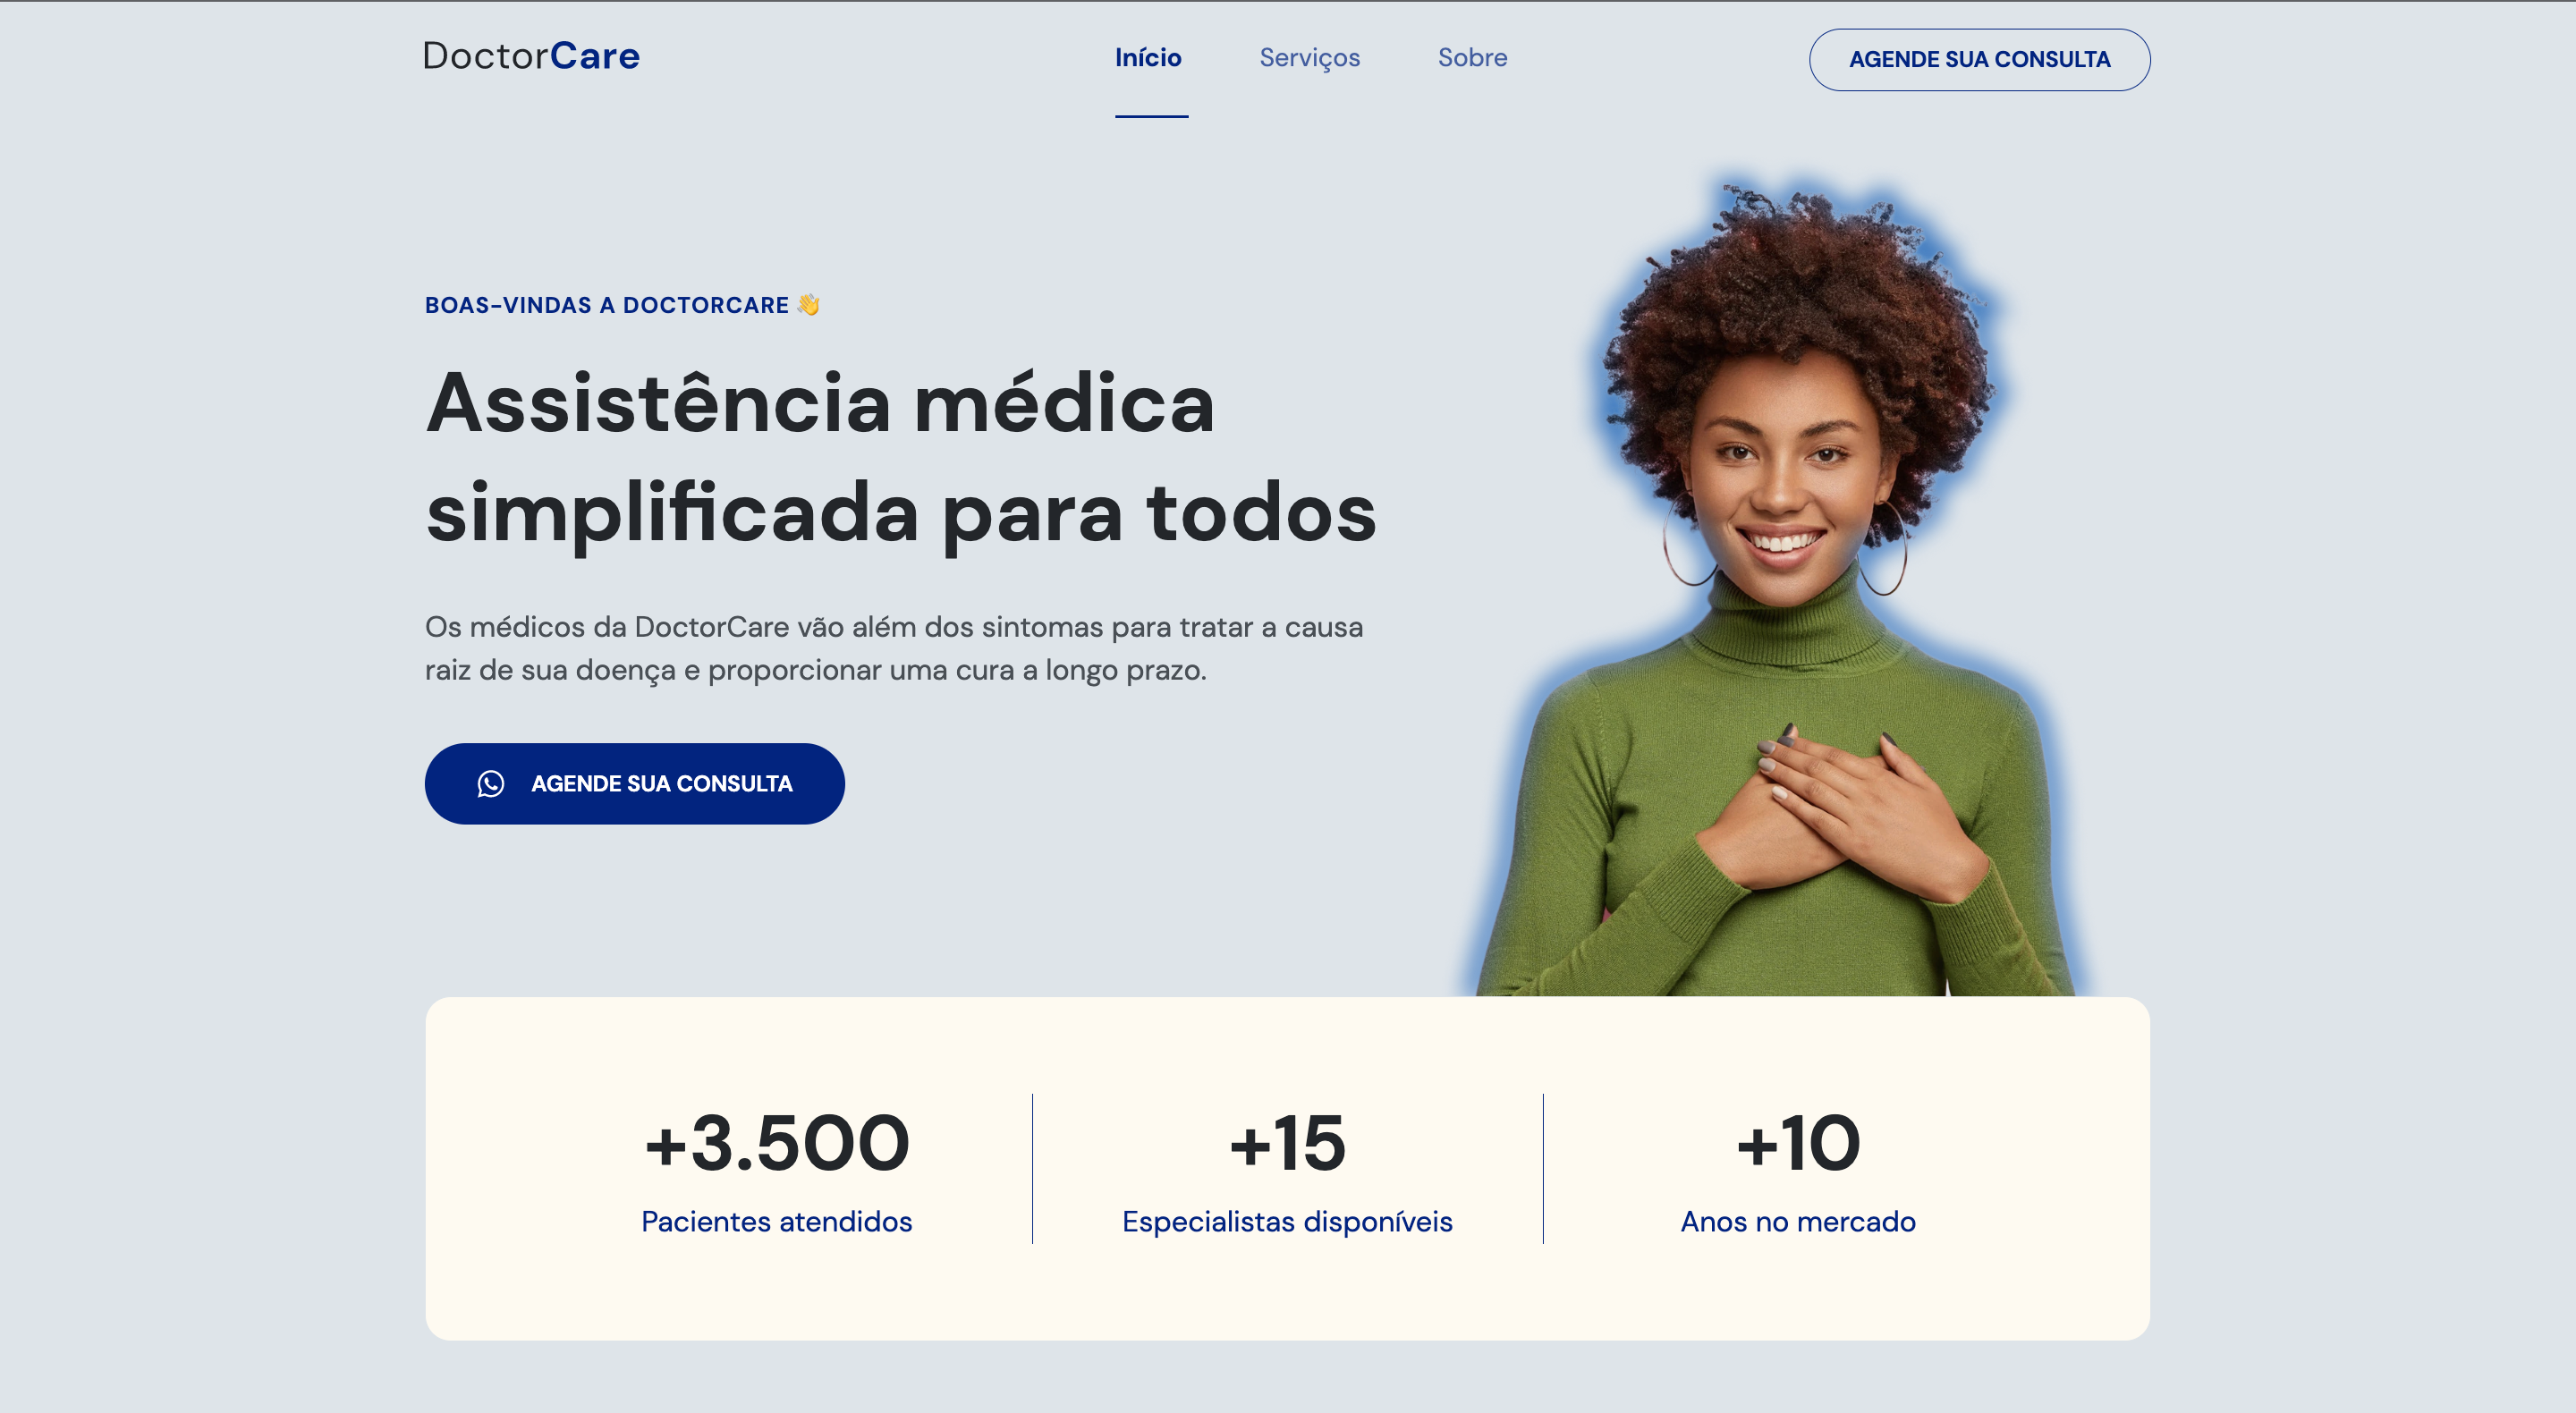 DoctorCare
Início
Serviços
Sobre
AGENDE SUA CONSULTA
BOAS-VINDAS A DOCTORCARE 👋
Assistência médica
simplificada para todos
Os médicos da DoctorCare vão além dos sintomas para tratar a causa
raiz de sua doença e proporcionar uma cura a longo prazo.
AGENDE SUA CONSULTA
+3.500
Pacientes atendidos
+15
Especialistas disponíveis
+10
Anos no mercado